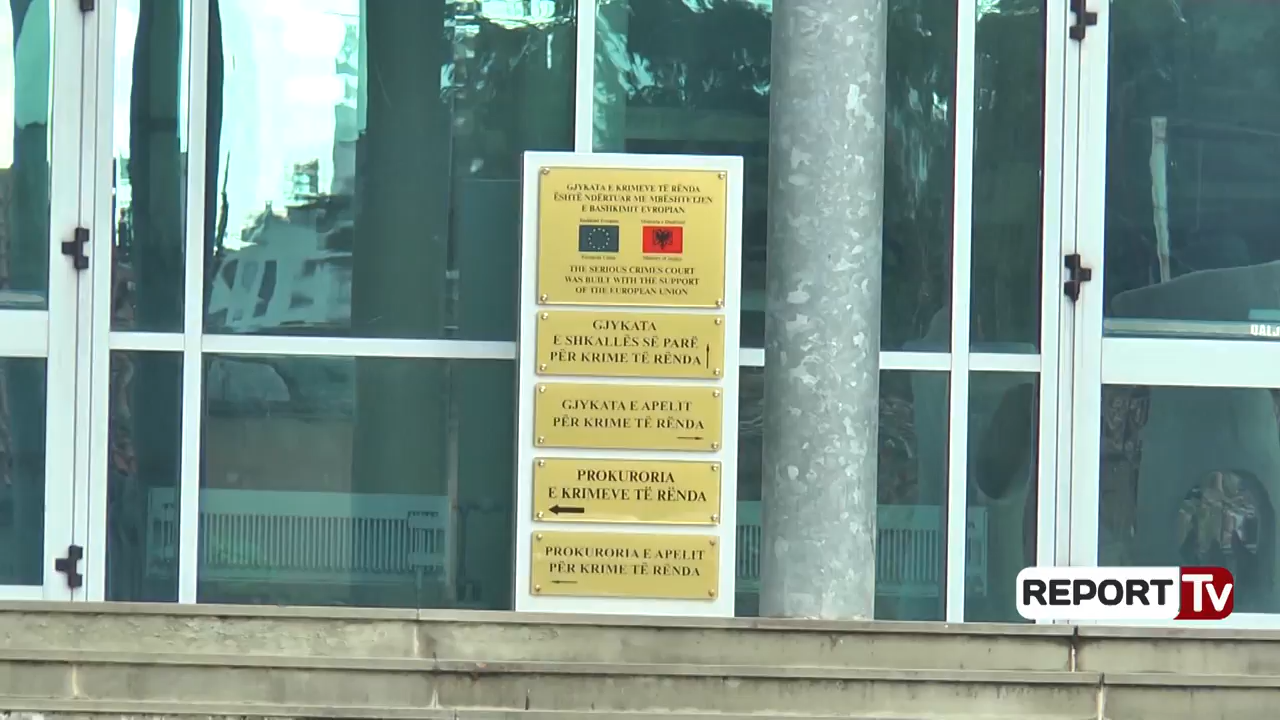 GJYKATA E KRIMEVE TË RËNDA
ËSHTË NDËRTUAR ME MBËSHTETJEN
E BASHKIMIT EVROPIAN
THE SERIOUS CRIMES COURT
WAS BUILT WITH THE SUPPORT
OF THE EUROPEAN UNION
GJYKATA
E SHKALLËS SË PARË
PËR KRIME TË RËNDA
GJYKATA E APELIT
PËR KRIME TË RËNDA
PROKURORIA
E KRIMEVE TË RËNDA
PROKURORIA E APELIT
PËR KRIME TË RËNDA
REPORT TV